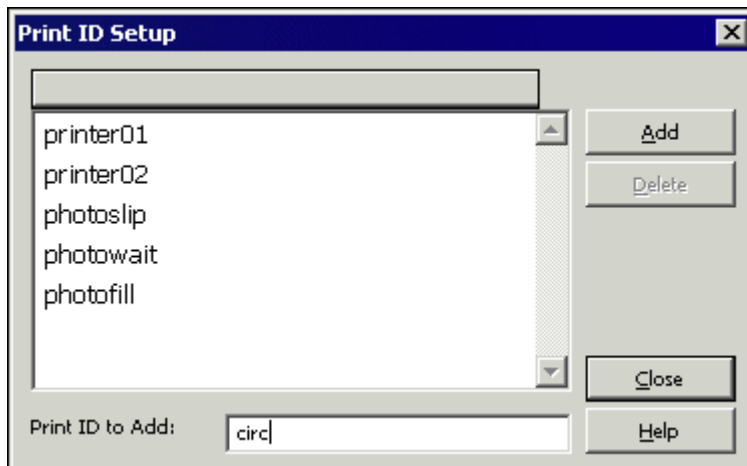 Print ID Setup
printer01
printer02
photoslip
photowait
photofill
Add
Delete
Close
Print ID to Add: circ
Help